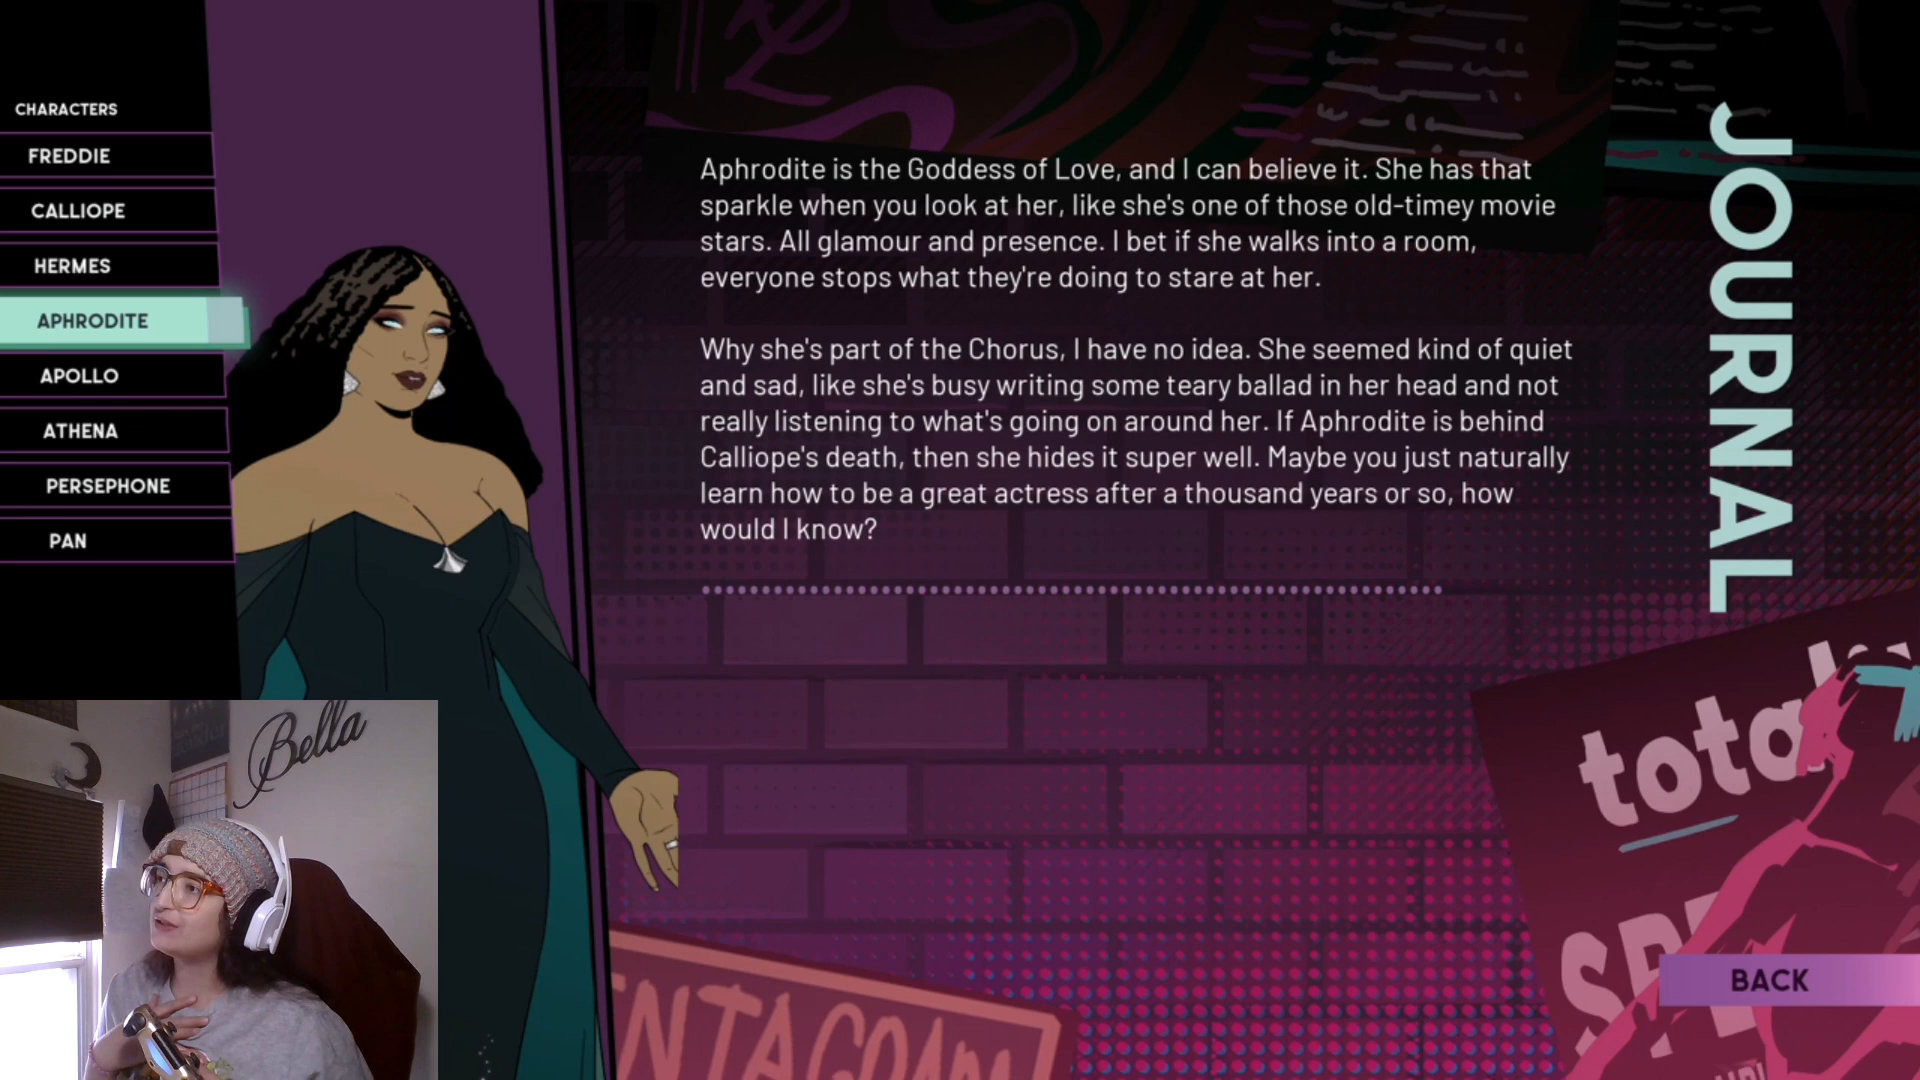 CHARACTERS
FREDDIE
CALLIOPE
HERMES
APHRODITE
APOLLO
ATHENA
PERSEPHONE
PAN
Aphrodite is the Goddess of Love, and I can believe it. She has that
sparkle when you look at her, like she's one of those old-timey movie
stars. All glamour and presence. I bet if she walks into a room,
everyone stops what they're doing to stare at her.
Why she's part of the Chorus, I have no idea. She seemed kind of quiet
and sad, like she's busy writing some teary ballad in her head and not
really listening to what's going on around her. If Aphrodite is behind
Calliope's death, then she hides it super well. Maybe you just naturally
learn how to be a great actress after a thousand years or so, how
would I know?
JOURNAL
Bella
BACK